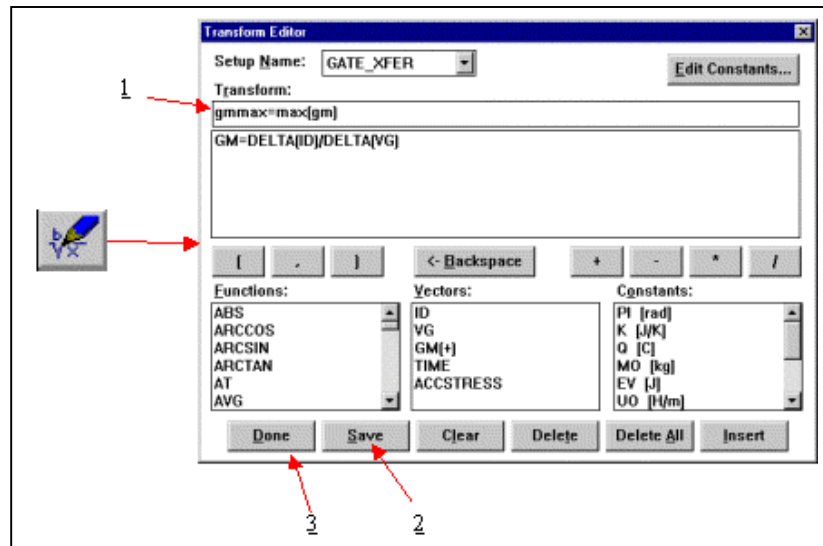 Transform Editor
Setup Name: GATE_XFER
Edit Constants...
Transform:
1
gmmax=max(gm)
GM=DELTA(ID)/DELTA(VG)
b
√x
( , ) <- Backspace + - * /
Functions: Vectors: Constants:
ABS ID PI [rad]
ARCCOS VG K [J/K]
ARCSIN GM(+) Q [C]
ARCTAN TIME MO [kg]
AT ACCSTRESS EV [J]
AVG UO [H/m]
Done Save Clear Delete Delete All Insert
3 2